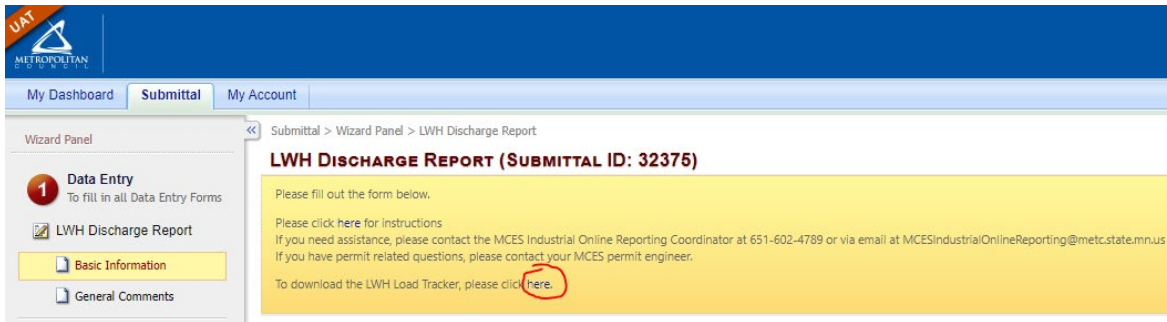 UAT
METROPOLITAN
COUNCIL
My Dashboard Submittal My Account
Wizard Panel
Submittal > Wizard Panel > LWH Discharge Report
LWH DISCHARGE REPORT (SUBMITTAL ID: 32375)
1 Data Entry
To fill in all Data Entry Forms
LWH Discharge Report
Basic Information
General Comments
Please fill out the form below.
Please click here for instructions
If you need assistance, please contact the MCES Industrial Online Reporting Coordinator at 651-602-4789 or via email at MCESIndustrialOnlineReporting@metc.state.mn.us
If you have permit related questions, please contact your MCES permit engineer.
To download the LWH Load Tracker, please click here.